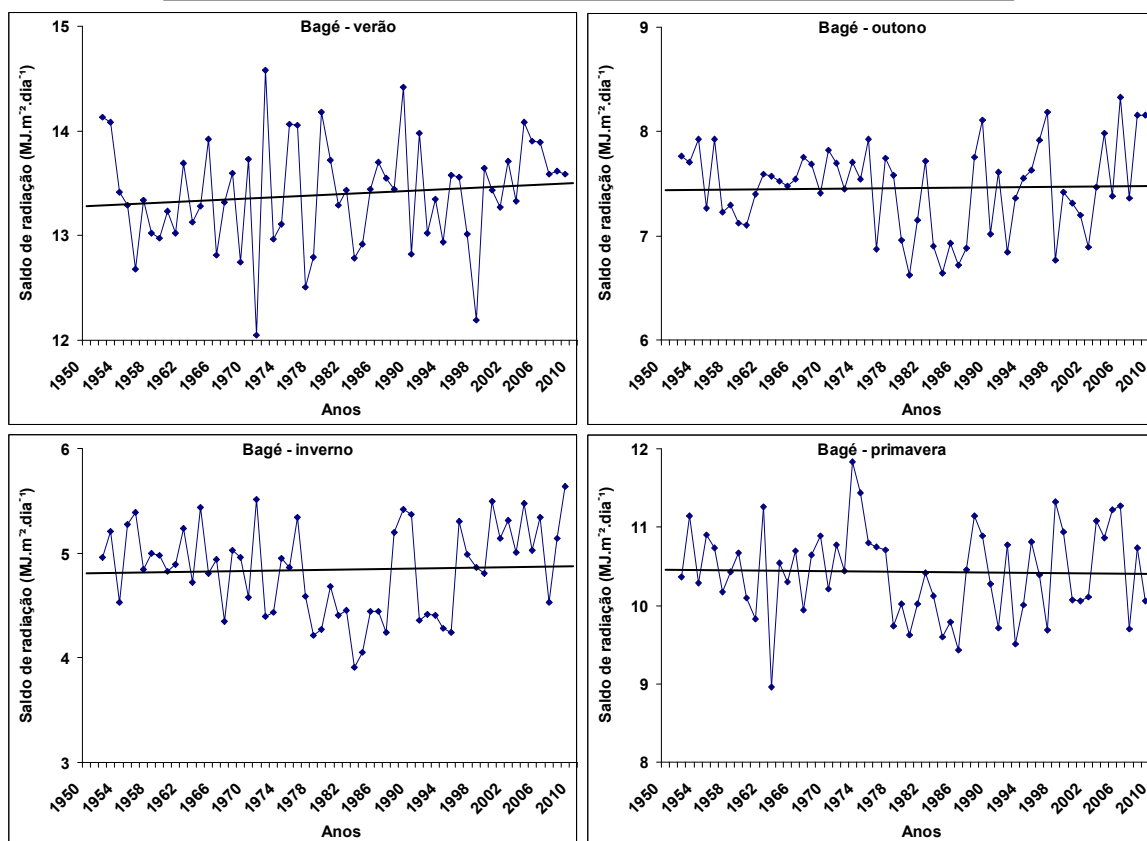 Bagé - verão
Saldo de radiação (MJ.m⁻².dia⁻¹)
15
14
13
12
1950 1954 1958 1962 1966 1970 1974 1978 1982 1986 1990 1994 1998 2002 2006 2010
Anos
Bagé - outono
Saldo de radiação (MJ.m⁻².dia⁻¹)
9
8
7
6
1950 1954 1958 1962 1966 1970 1974 1978 1982 1986 1990 1994 1998 2002 2006 2010
Anos
Bagé - inverno
Saldo de radiação (MJ.m⁻².dia⁻¹)
6
5
4
3
1950 1954 1958 1962 1966 1970 1974 1978 1982 1986 1990 1994 1998 2002 2006 2010
Anos
Bagé - primavera
Saldo de radiação (MJ.m⁻².dia⁻¹)
12
11
10
9
8
1950 1954 1958 1962 1966 1970 1974 1978 1982 1986 1990 1994 1998 2002 2006 2010
Anos